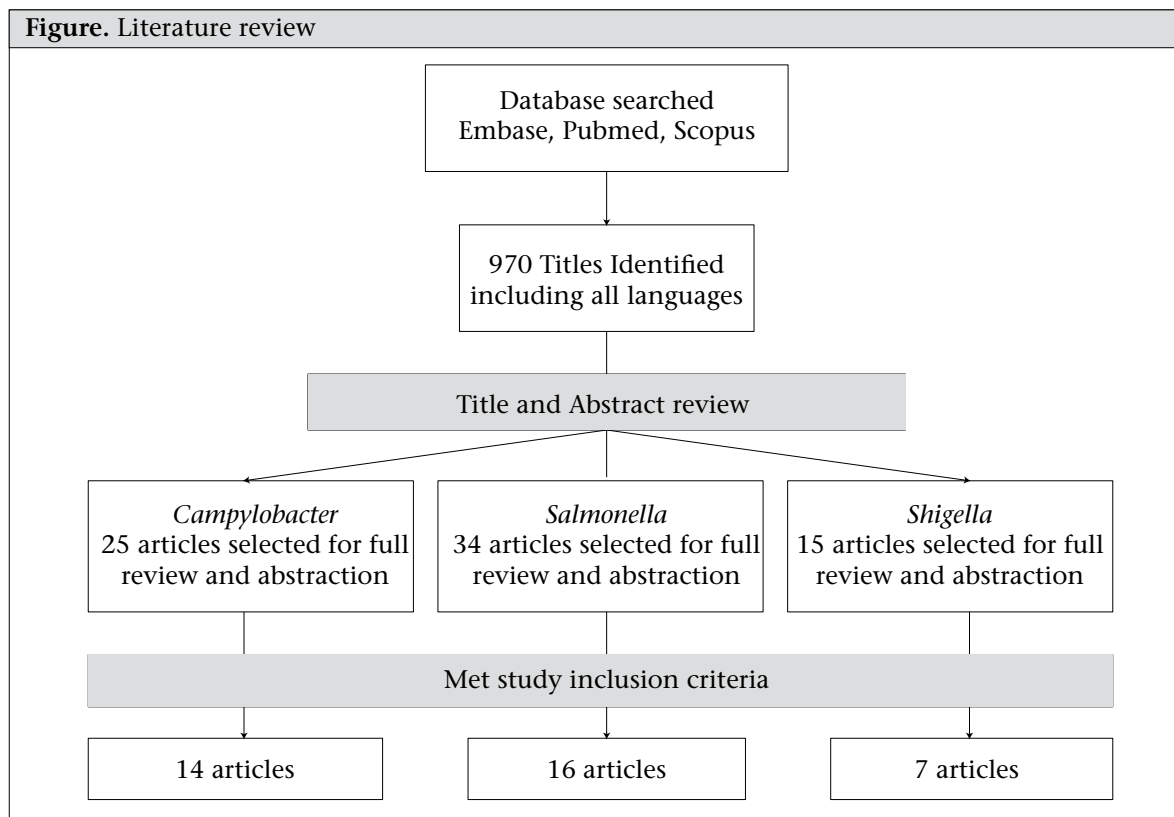 Figure. Literature review
Database searched
Embase, Pubmed, Scopus
970 Titles Identified
including all languages
Title and Abstract review
Campylobacter
25 articles selected for full
review and abstraction
Salmonella
34 articles selected for full
review and abstraction
Shigella
15 articles selected for full
review and abstraction
Met study inclusion criteria
14 articles
16 articles
7 articles